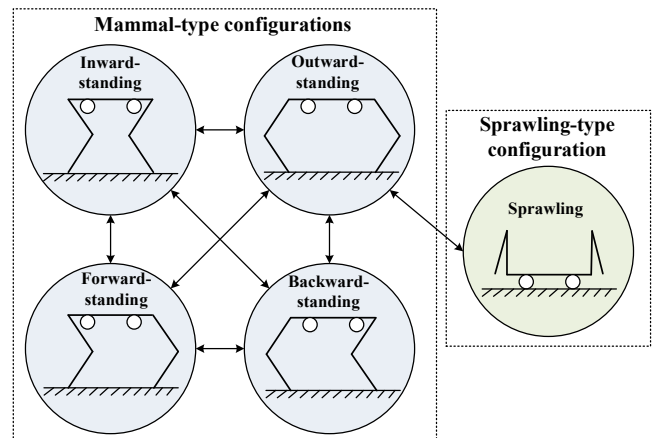 Mammal-type configurations
Inward-
standing
Outward-
standing
Forward-
standing
Backward-
standing
Sprawling-type
configuration
Sprawling